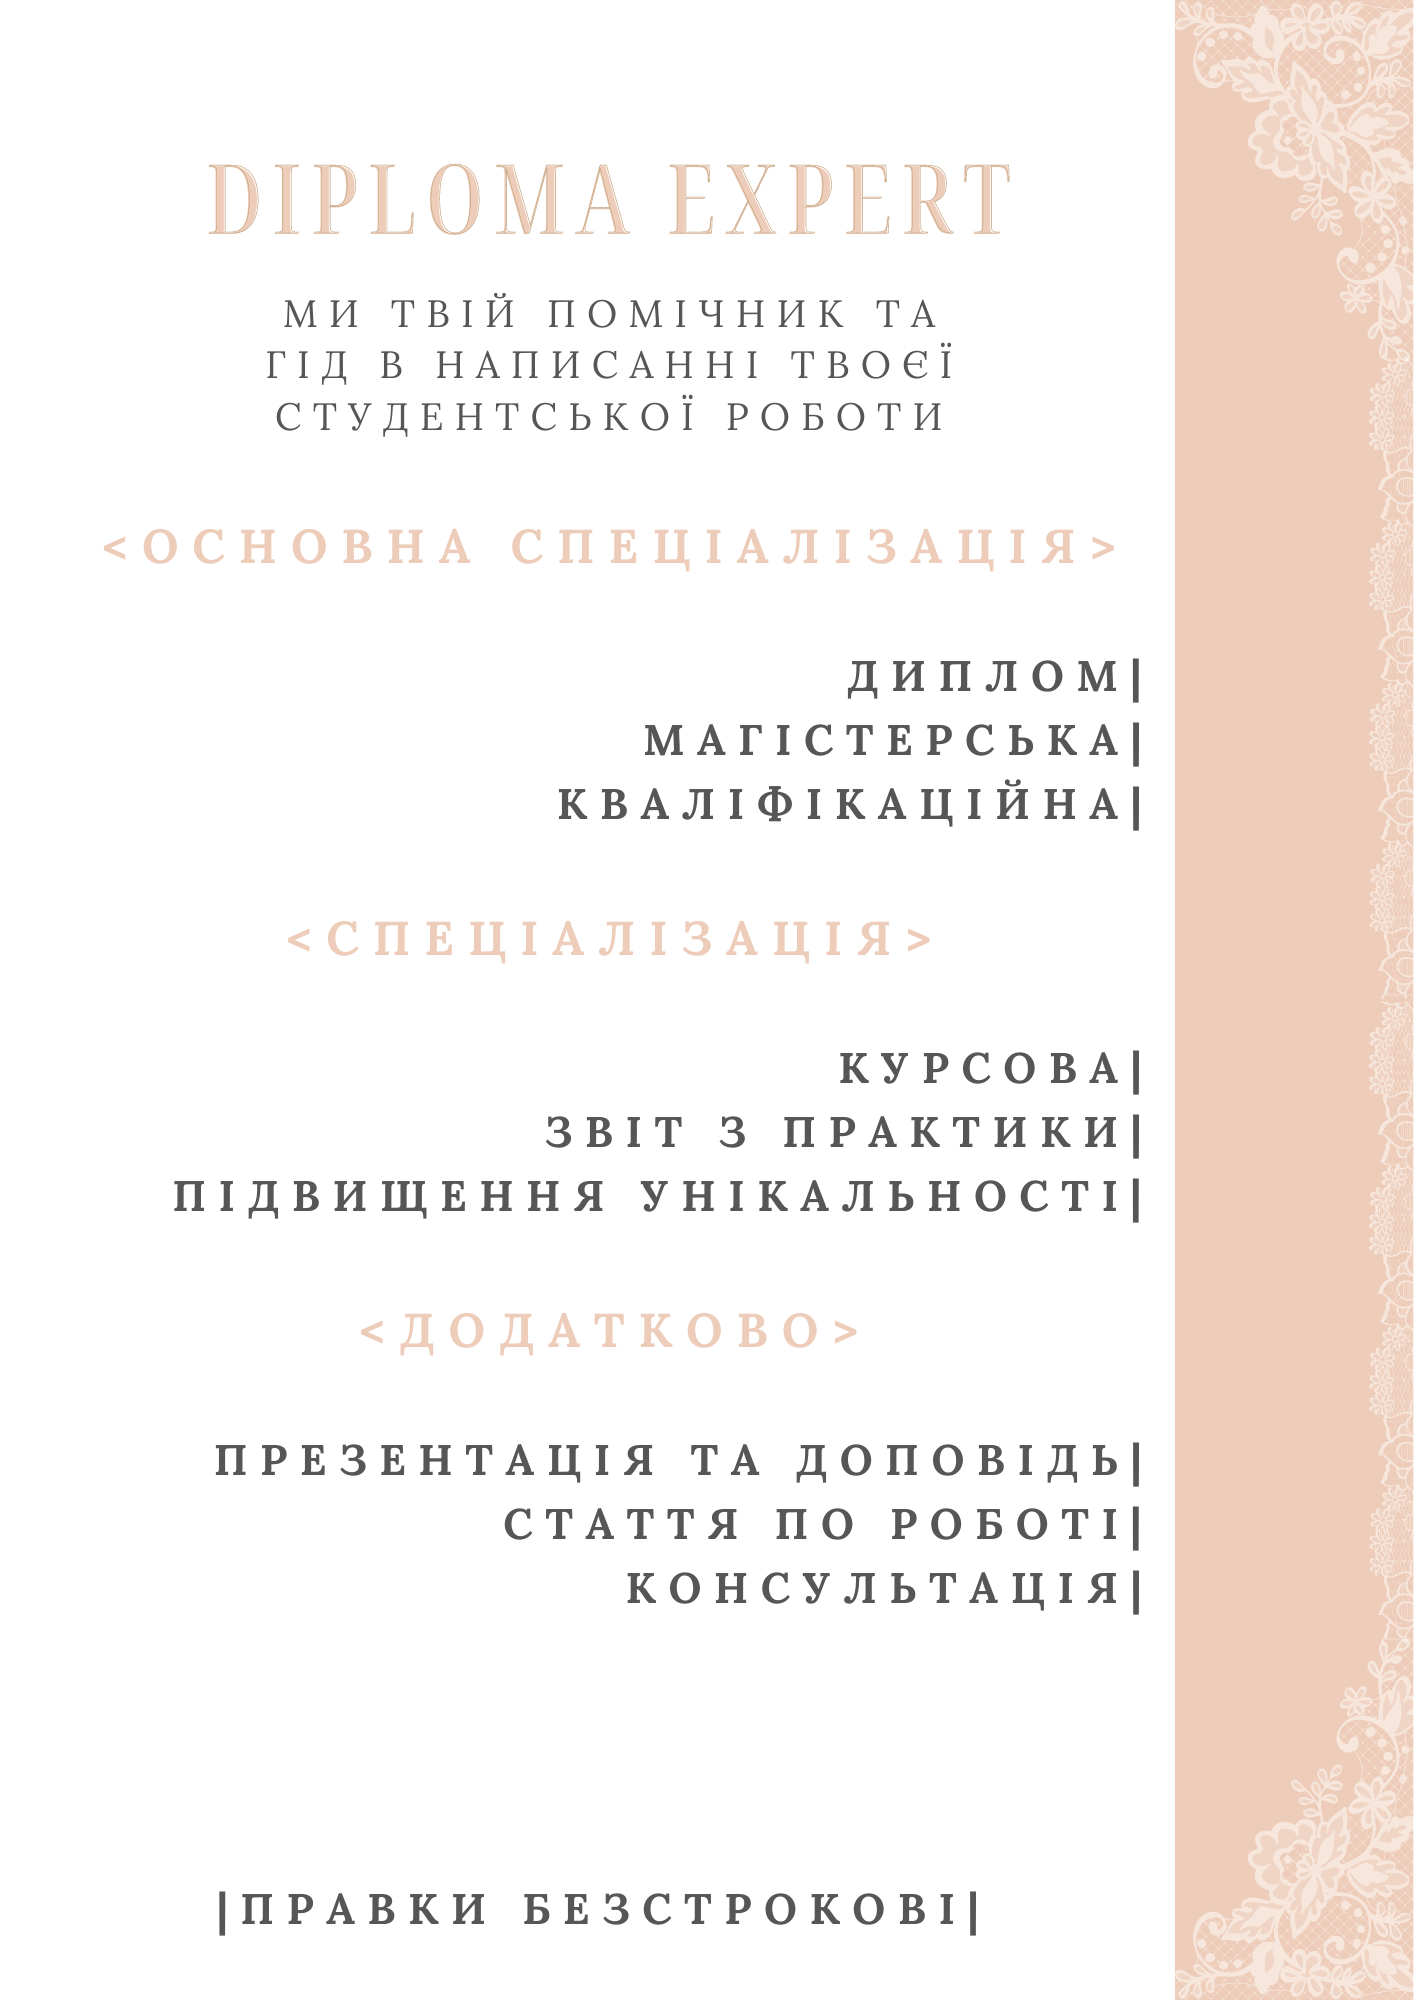 DIPLOMA EXPERT
МИ ТВІЙ ПОМІЧНИК ТА
ГІД В НАПИСАННІ ТВОЄЇ
СТУДЕНТСЬКОЇ РОБОТИ
<ОСНОВНА СПЕЦІАЛІЗАЦІЯ>
ДИПЛОМ|
МАГІСТЕРСЬКА|
КВАЛІФІКАЦІЙНА|
<СПЕЦІАЛІЗАЦІЯ>
КУРСОВА|
ЗВІТ З ПРАКТИКИ|
ПІДВИЩЕННЯ УНІКАЛЬНОСТІ|
<ДОДАТКОВО>
ПРЕЗЕНТАЦІЯ ТА ДОПОВІДЬ|
СТАТТЯ ПО РОБОТІ|
КОНСУЛЬТАЦІЯ|
|ПРАВКИ БЕЗСТРОКОВІ|